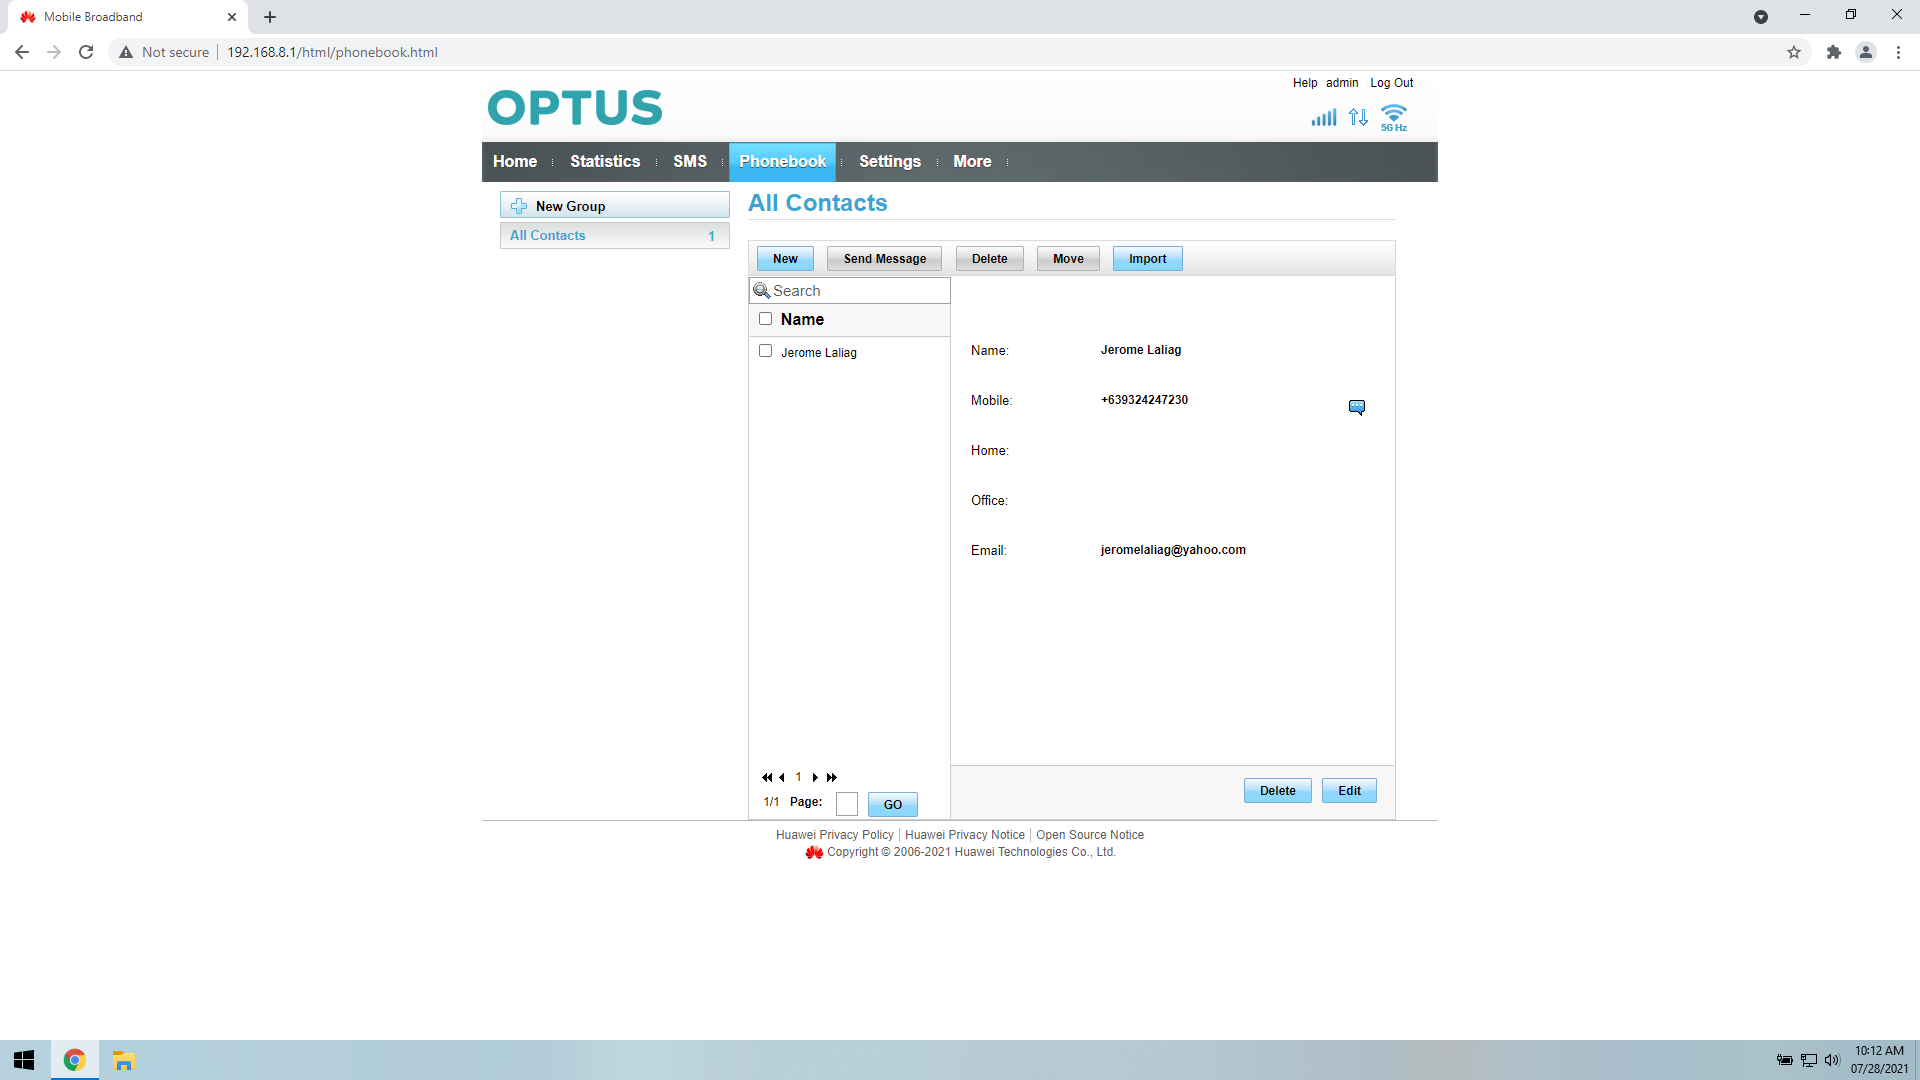 Mobile Broadband
Not secure 192.168.8.1/html/phonebook.html
Help admin Log Out
OPTUS
5G Hz
Home Statistics SMS Phonebook Settings More
New Group
All Contacts 1
All Contacts
New Send Message Delete Move Import
Search
Name
Jerome Laliag
Name: Jerome Laliag
Mobile: +639324247230
Home:
Office:
Email: jeromelaliag@yahoo.com
1
1/1 Page: GO
Delete Edit
Huawei Privacy Policy Huawei Privacy Notice Open Source Notice
Copyright © 2006-2021 Huawei Technologies Co., Ltd.
10:12 AM
07/28/2021